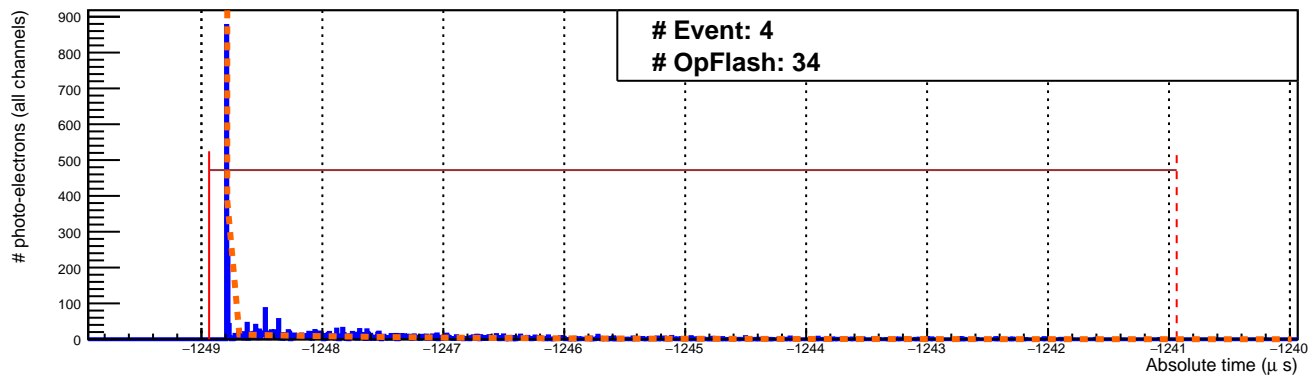 # Event: 4
# OpFlash: 34
# photo-electrons (all channels)
900
800
700
600
500
400
300
200
100
0
−1249 −1248 −1247 −1246 −1245 −1244 −1243 −1242 −1241 −1240
Absolute time (μ s)